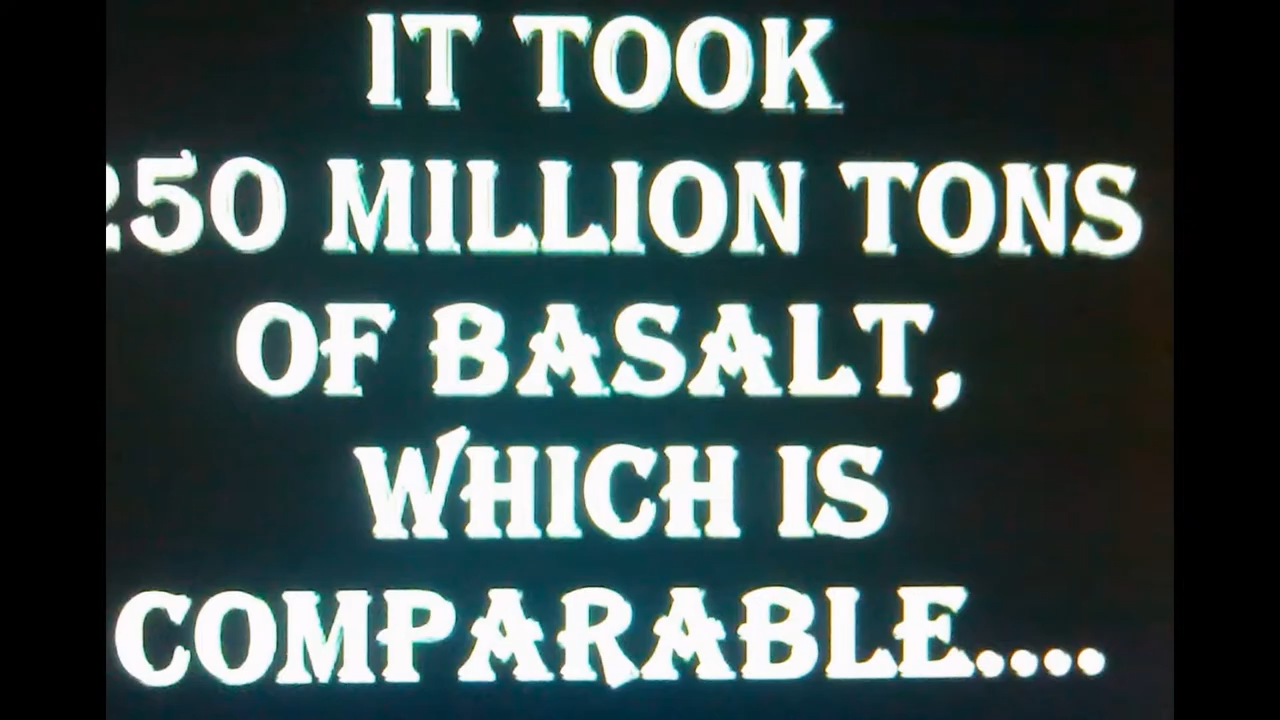 IT TOOK
250 MILLION TONS
OF BASALT,
WHICH IS
COMPARABLE....